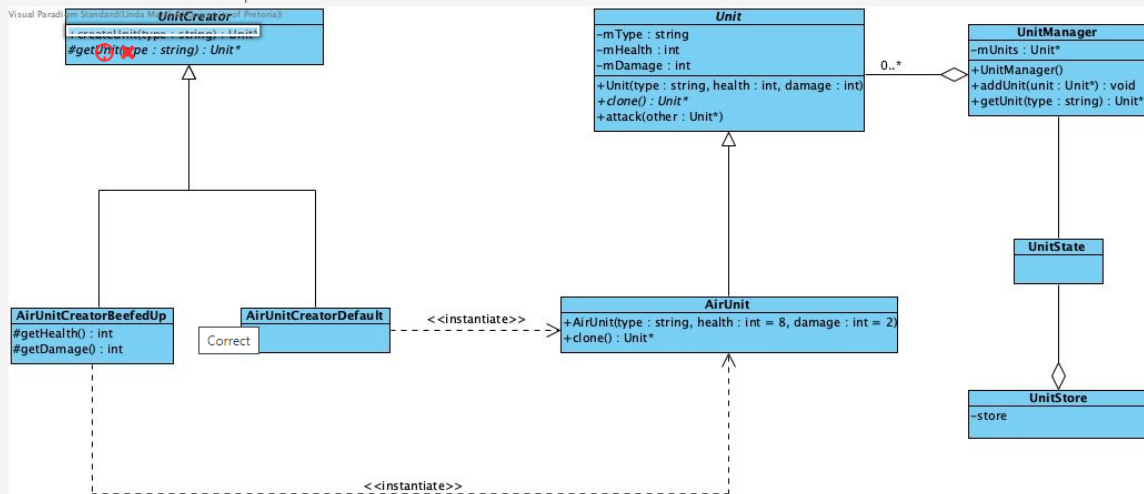 Visual Paradigm Standard(Linda
of Pretoria))
UnitCreator
+createUnit(type : string) : Unit*
#getUnit(type : string) : Unit*
Unit
-mType : string
-mHealth : int
-mDamage : int
+Unit(type : string, health : int, damage : int)
+clone() : Unit*
+attack(other : Unit*)
0..*
UnitManager
-mUnits : Unit*
+UnitManager()
+addUnit(unit : Unit*) : void
+getUnit(type : string) : Unit*
UnitState
AirUnitCreatorBeefedUp
#getHealth() : int
#getDamage() : int
AirUnitCreatorDefault
Correct
<<instantiate>>
AirUnit
+AirUnit(type : string, health : int = 8, damage : int = 2)
+clone() : Unit*
UnitStore
-store
<<instantiate>>